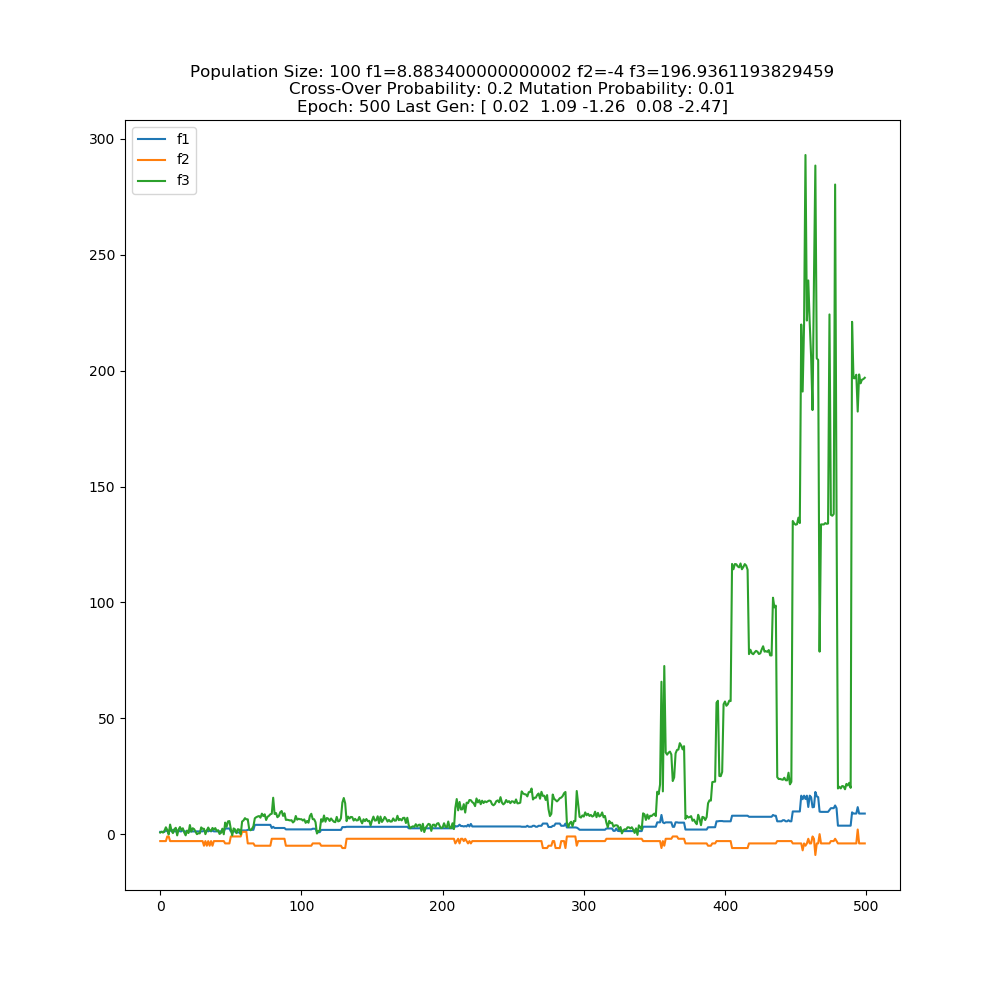 Population Size: 100 f1=8.883400000000002 f2=-4 f3=196.9361193829459
Cross-Over Probability: 0.2 Mutation Probability: 0.01
Epoch: 500 Last Gen: [ 0.02  1.09 -1.26  0.08 -2.47]
f1
f2
f3
300
250
200
150
100
50
0
0 100 200 300 400 500